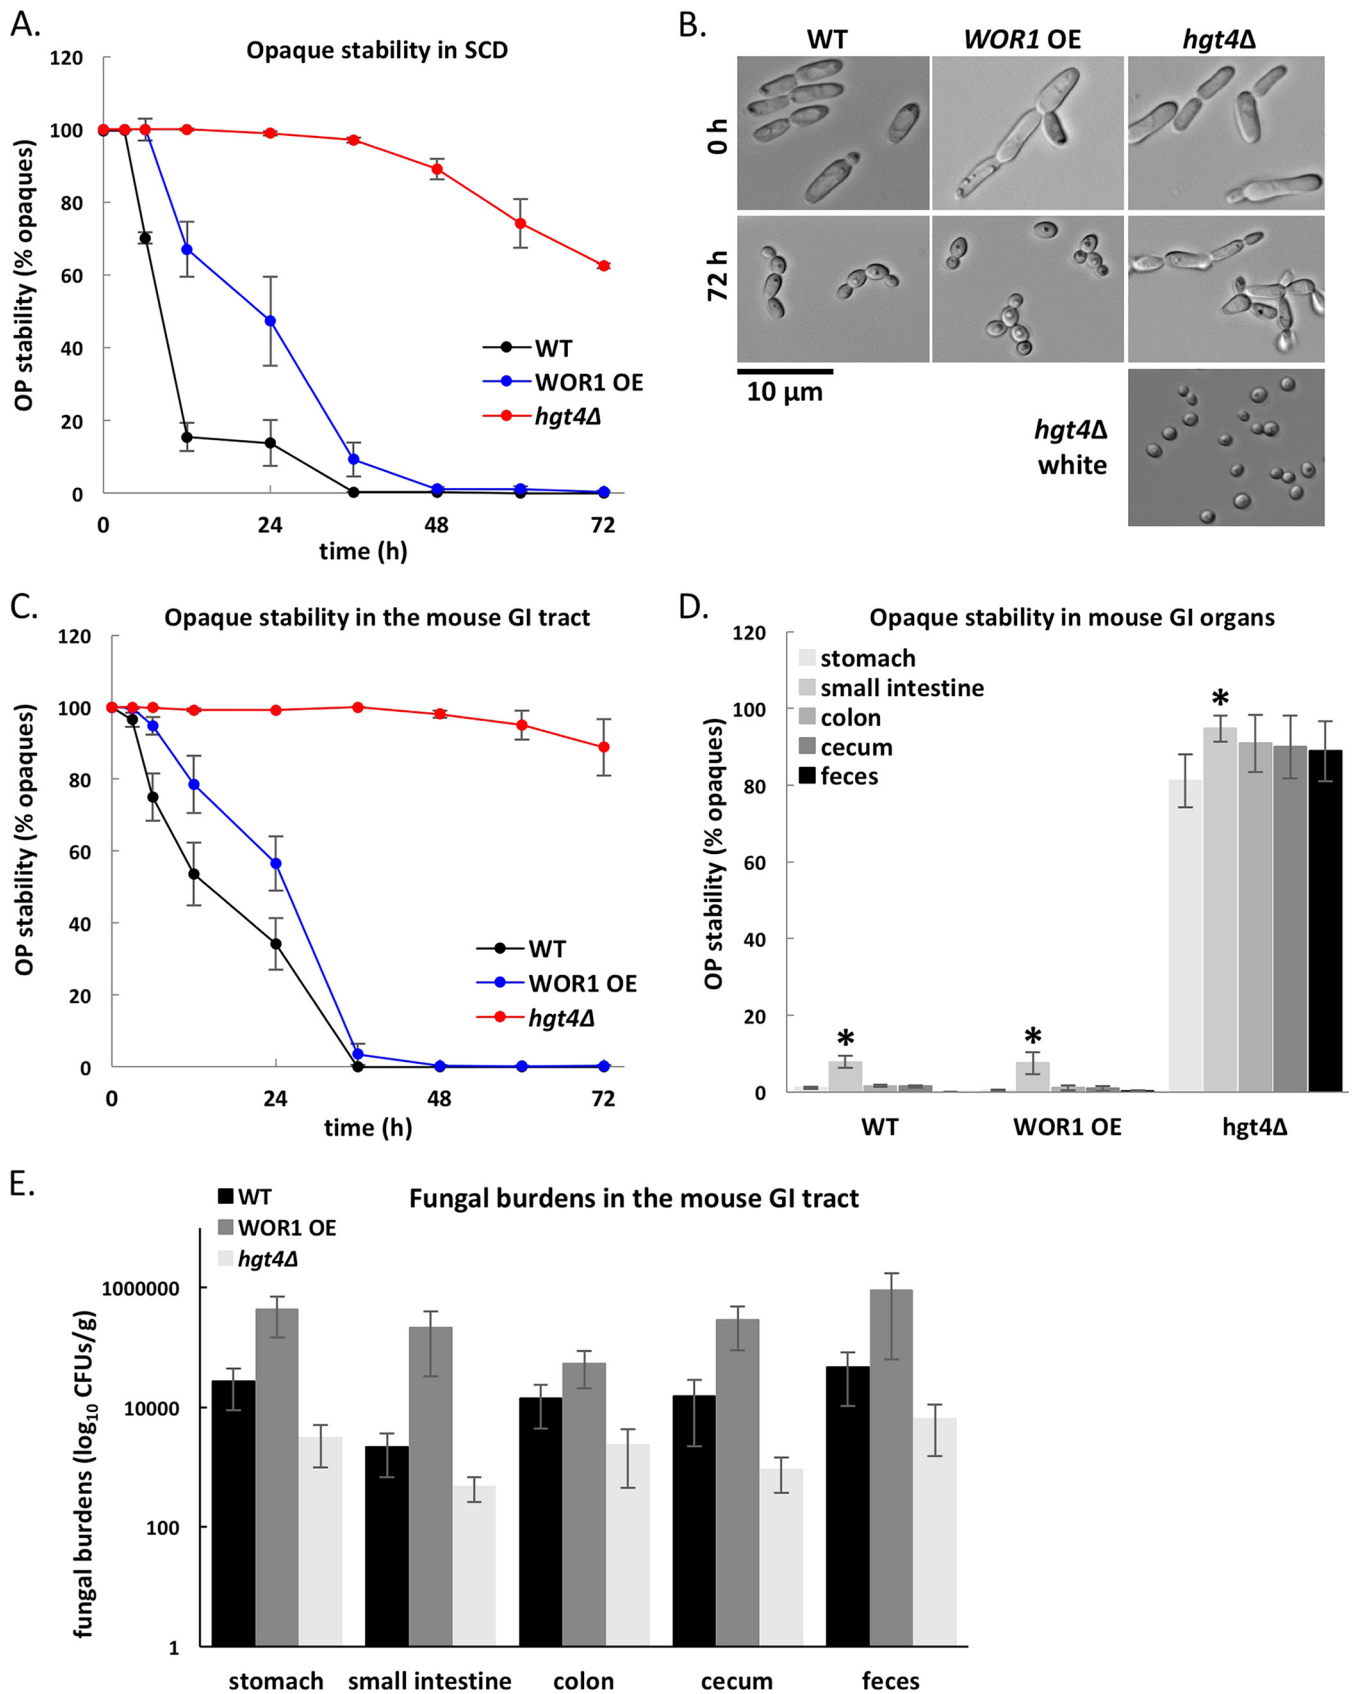 A.
Opaque stability in SCD
OP stability (% opaques)
120
100
80
60
40
20
0
0 24 48 72
time (h)
WT
WOR1 OE
hgt4Δ
B.
WT WOR1 OE hgt4Δ
0 h
72 h
10 μm
hgt4Δ
white
C.
Opaque stability in the mouse GI tract
OP stability (% opaques)
120
100
80
60
40
20
0
0 24 48 72
time (h)
WT
WOR1 OE
hgt4Δ
D.
Opaque stability in mouse GI organs
OP stability (% opaques)
120
100
80
60
40
20
0
stomach
small intestine
colon
cecum
feces
* * *
WT WOR1 OE hgt4Δ
E.
Fungal burdens in the mouse GI tract
WT
WOR1 OE
hgt4Δ
fungal burdens (log10 CFUs/g)
1000000
10000
100
1
stomach small intestine colon cecum feces